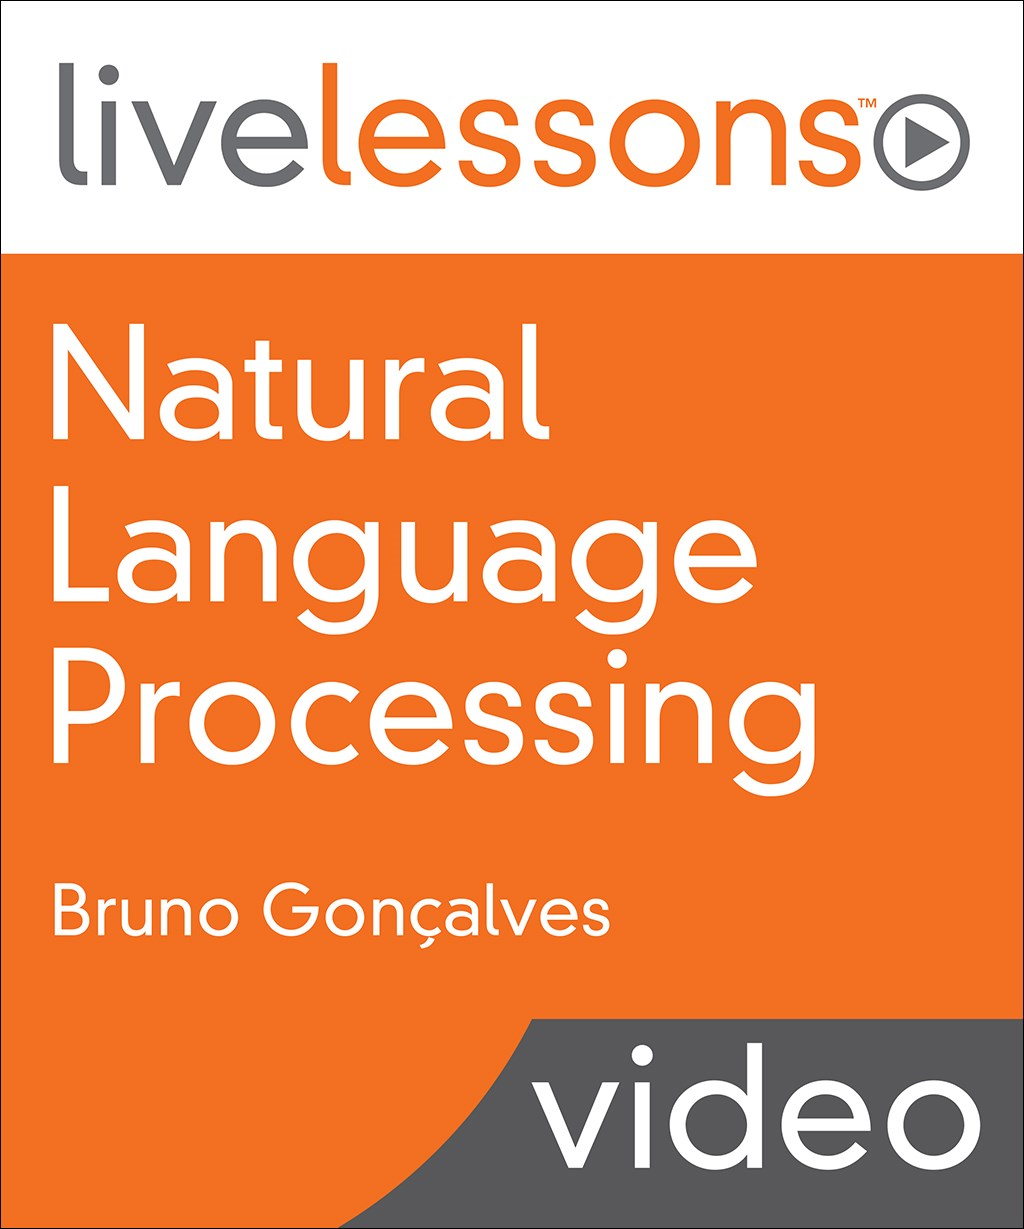 livelessons™
Natural
Language
Processing
Bruno Gonçalves
video